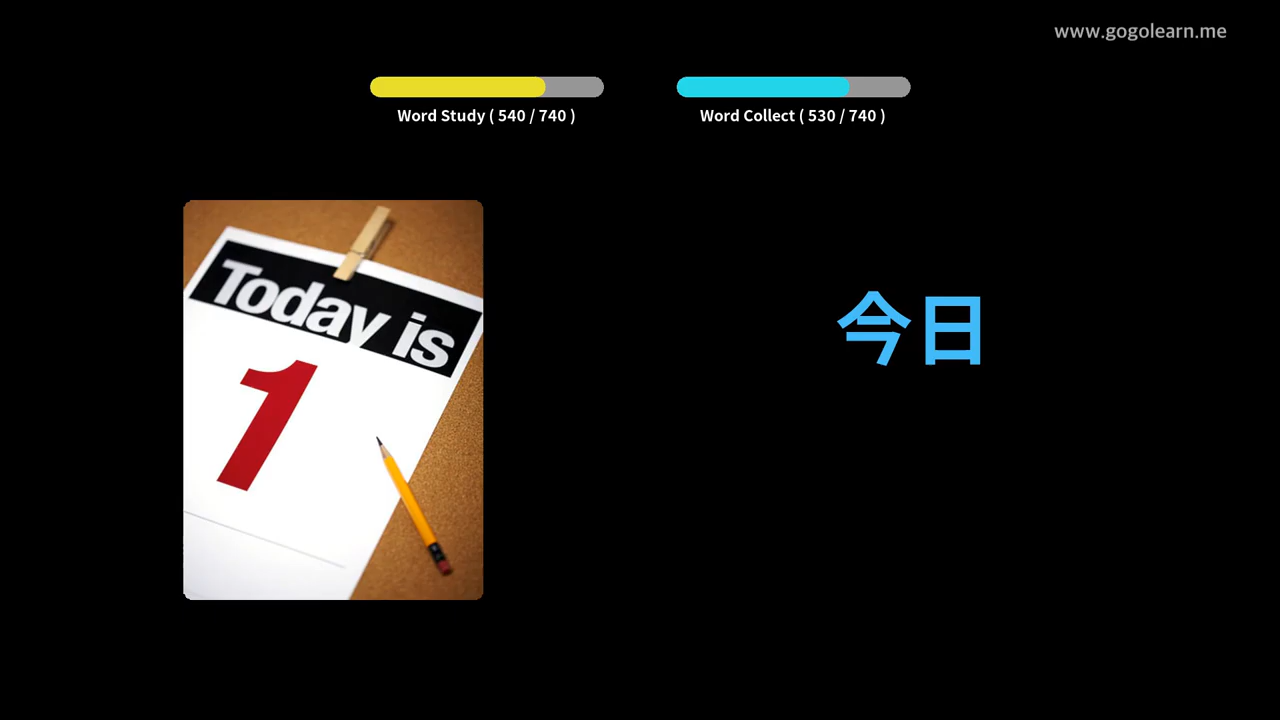 www.gogolearn.me
Word Study ( 540 / 740 )
Word Collect ( 530 / 740 )
Today is
1
今日